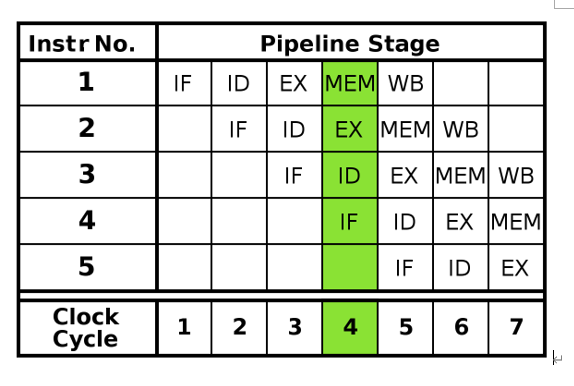 Instr No. Pipeline Stage
1 IF ID EX MEM WB
2 IF ID EX MEM WB
3 IF ID EX MEM WB
4 IF ID EX MEM
5 IF ID EX
Clock
Cycle 1 2 3 4 5 6 7